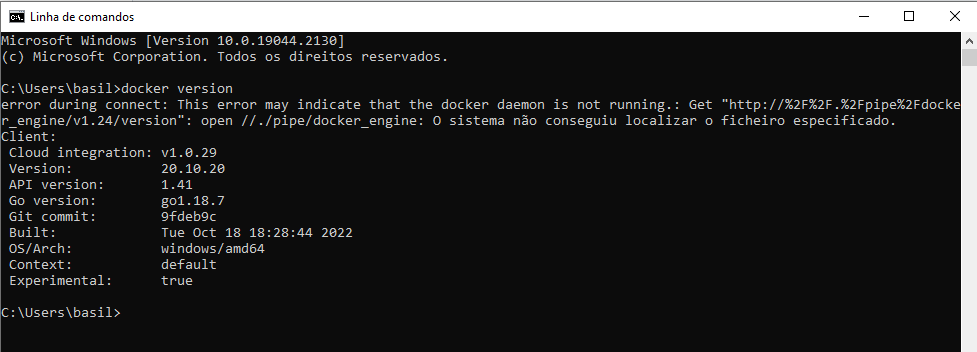 Linha de comandos
Microsoft Windows [Version 10.0.19044.2130]
(c) Microsoft Corporation. Todos os direitos reservados.
C:\Users\basil>docker version
error during connect: This error may indicate that the docker daemon is not running.: Get "http://%2F%2F.%2Fpipe%2Fdocke
r_engine/v1.24/version": open //./pipe/docker_engine: O sistema não conseguiu localizar o ficheiro especificado.
Client:
 Cloud integration: v1.0.29
 Version:           20.10.20
 API version:       1.41
 Go version:        go1.18.7
 Git commit:        9fdeb9c
 Built:             Tue Oct 18 18:28:44 2022
 OS/Arch:           windows/amd64
 Context:           default
 Experimental:      true
C:\Users\basil>